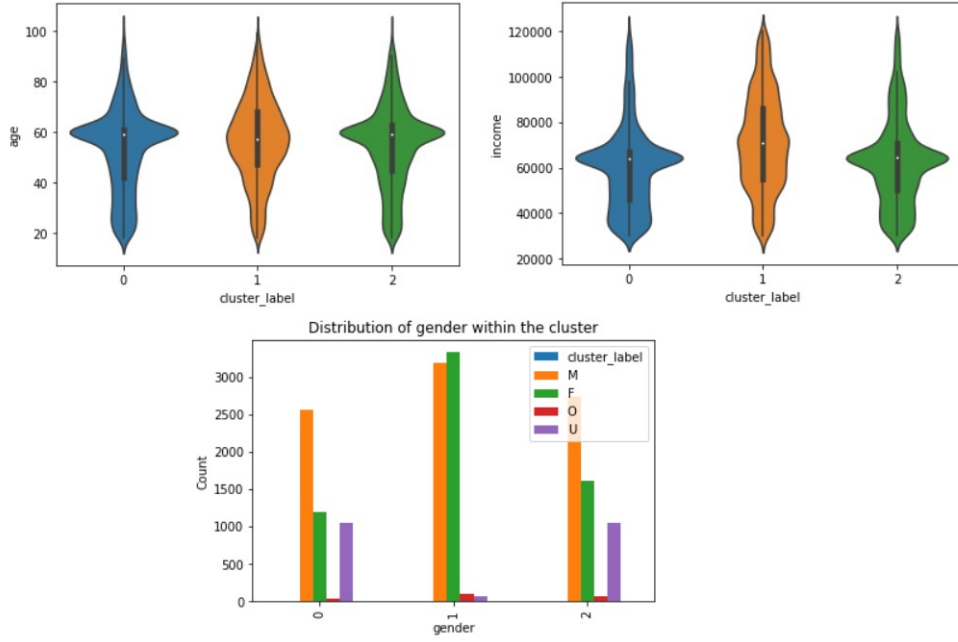 100
80
60
40
20
age
0 1 2
cluster_label
120000
100000
80000
60000
40000
20000
income
0 1 2
cluster_label
Distribution of gender within the cluster
3000
2500
2000
1500
1000
500
0
Count
cluster_label
M
F
O
U
0 1 2
gender